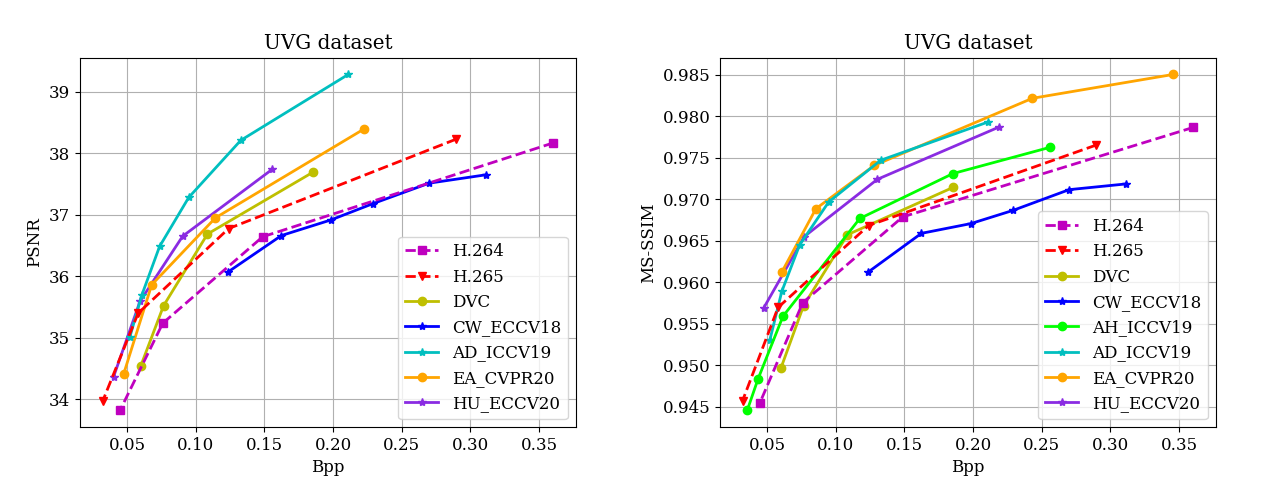 UVG dataset
PSNR
39
38
37
36
35
34
0.05 0.10 0.15 0.20 0.25 0.30 0.35
Bpp
H.264
H.265
DVC
CW_ECCV18
AD_ICCV19
EA_CVPR20
HU_ECCV20
UVG dataset
MS-SSIM
0.985
0.980
0.975
0.970
0.965
0.960
0.955
0.950
0.945
0.05 0.10 0.15 0.20 0.25 0.30 0.35
Bpp
H.264
H.265
DVC
CW_ECCV18
AH_ICCV19
AD_ICCV19
EA_CVPR20
HU_ECCV20